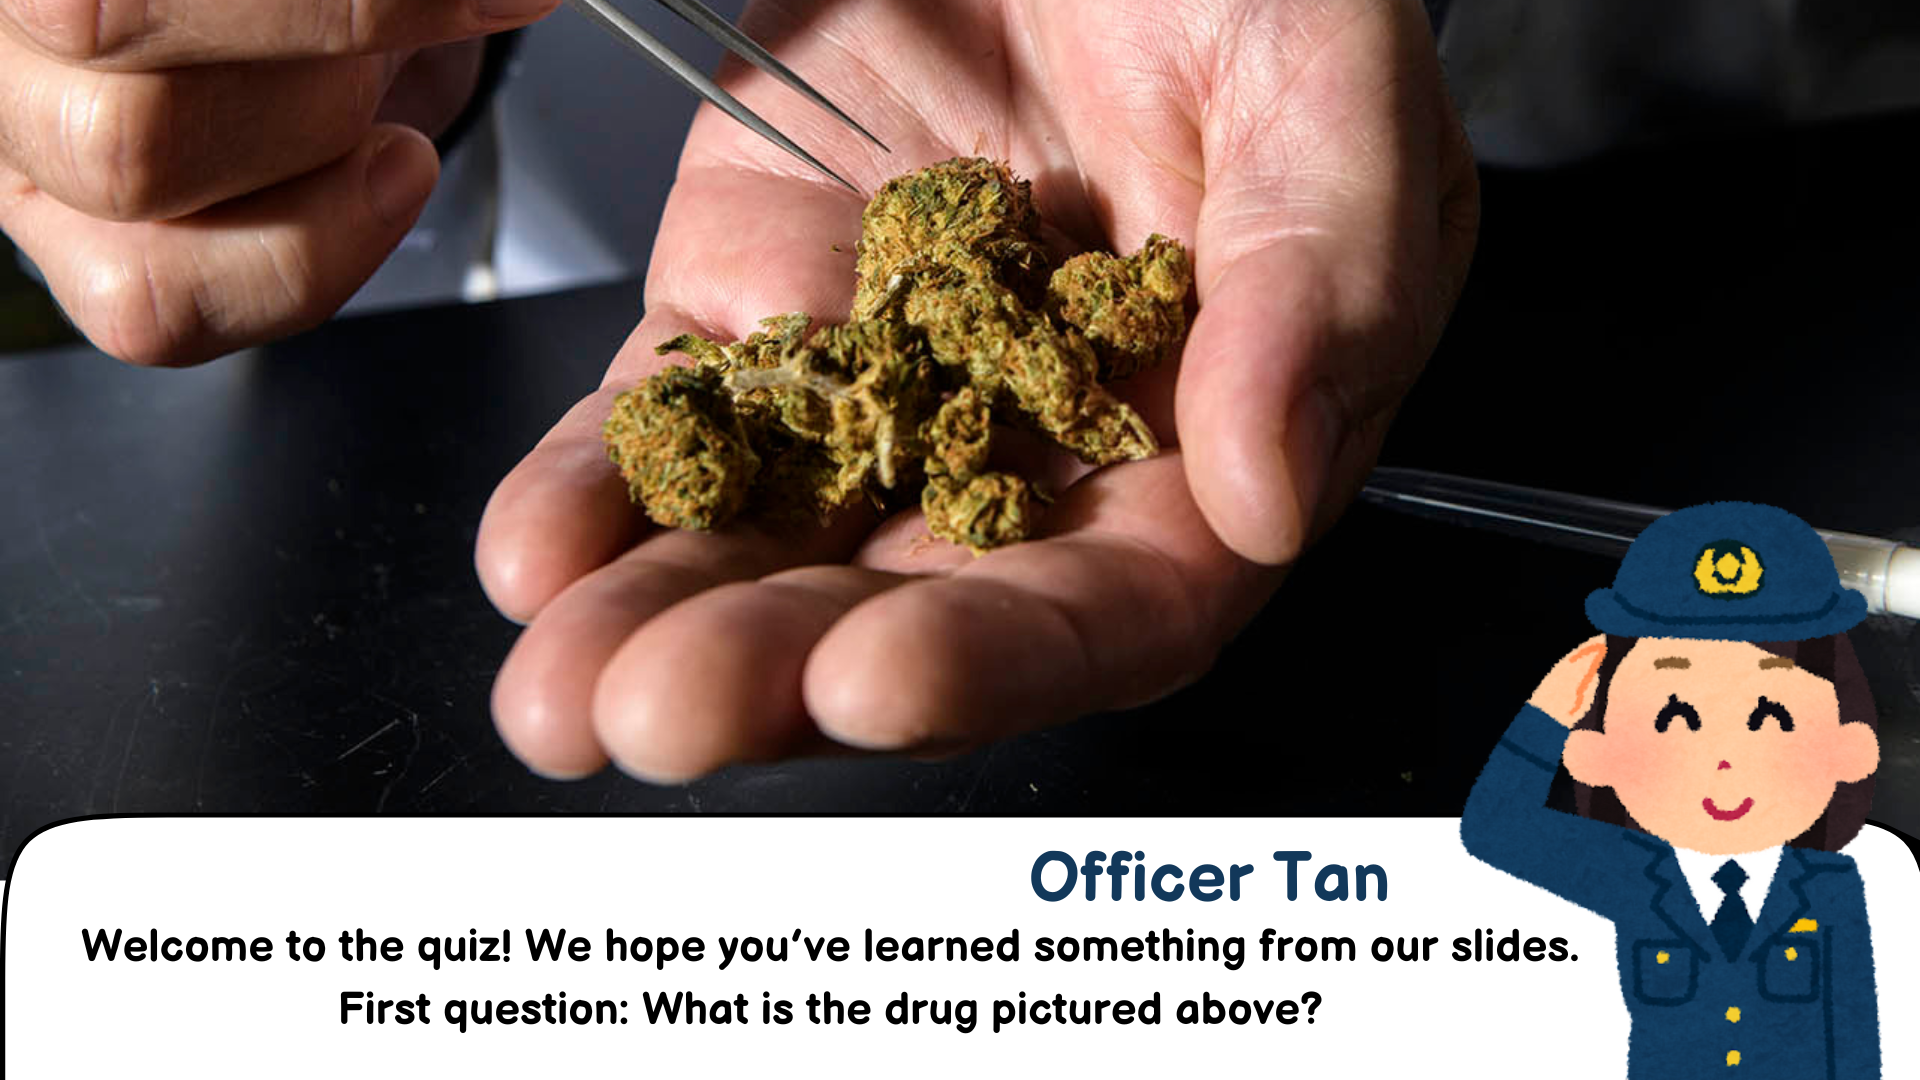 Officer Tan
Welcome to the quiz! We hope you've learned something from our slides.
First question: What is the drug pictured above?